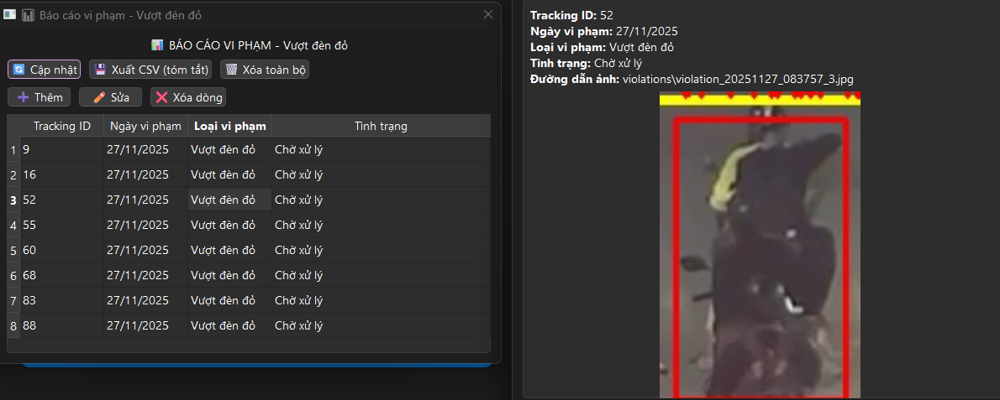 Báo cáo vi phạm - Vượt đèn đỏ
BÁO CÁO VI PHẠM - Vượt đèn đỏ
Cập nhật Xuất CSV (tóm tắt) Xóa toàn bộ
Thêm Sửa Xóa dòng
Tracking ID Ngày vi phạm Loại vi phạm Tình trạng
1 9 27/11/2025 Vượt đèn đỏ Chờ xử lý
2 16 27/11/2025 Vượt đèn đỏ Chờ xử lý
3 52 27/11/2025 Vượt đèn đỏ Chờ xử lý
4 55 27/11/2025 Vượt đèn đỏ Chờ xử lý
5 60 27/11/2025 Vượt đèn đỏ Chờ xử lý
6 68 27/11/2025 Vượt đèn đỏ Chờ xử lý
7 83 27/11/2025 Vượt đèn đỏ Chờ xử lý
8 88 27/11/2025 Vượt đèn đỏ Chờ xử lý
Tracking ID: 52
Ngày vi phạm: 27/11/2025
Loại vi phạm: Vượt đèn đỏ
Tình trạng: Chờ xử lý
Đường dẫn ảnh: violations\violation_20251127_083757_3.jpg